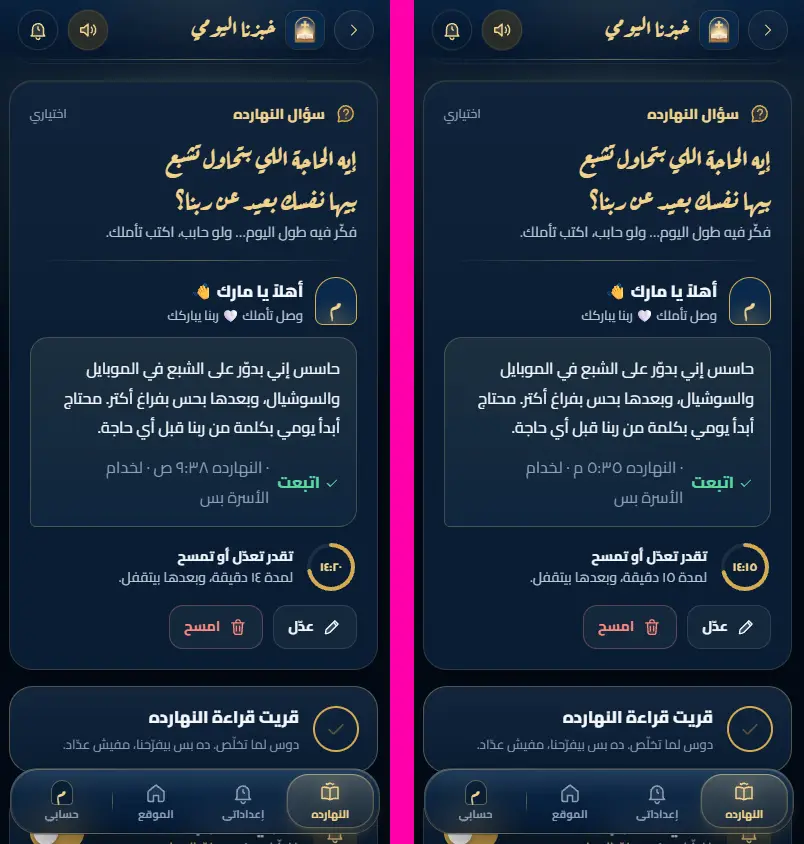 خبزنا اليومي
سؤال النهارده
اختياري
إيه الحاجة اللي بتحاول تشبع
بيها نفسك بعيد عن ربنا؟
فكّر فيه طول اليوم… ولو حابب، اكتب تأملك.
م
أهلاً يا مارك 👋
وصل تأملك 🤍 ربنا يباركك
حاسس إني بدوّر على الشبع في الموبايل
والسوشيال، وبعدها بحس بفراغ أكتر. محتاج
أبدأ يومي بكلمة من ربنا قبل أي حاجة.
✓ اتبعت
· النهارده ٩:٣٨ ص · لخدام
الأسرة بس
١٤:٢٠
تقدر تعدّل أو تمسح
لمدة ١٤ دقيقة، وبعدها بيتقفل.
عدّل
امسح
قريت قراءة النهارده
دوس لما تخلّص. ده بس بيفرّحنا، مفيش عدّاد.
النهارده
إعداداتي
الموقع
م
حسابي
خبزنا اليومي
سؤال النهارده
اختياري
إيه الحاجة اللي بتحاول تشبع
بيها نفسك بعيد عن ربنا؟
فكّر فيه طول اليوم… ولو حابب، اكتب تأملك.
م
أهلاً يا مارك 👋
وصل تأملك 🤍 ربنا يباركك
حاسس إني بدوّر على الشبع في الموبايل
والسوشيال، وبعدها بحس بفراغ أكتر. محتاج
أبدأ يومي بكلمة من ربنا قبل أي حاجة.
✓ اتبعت
· النهارده ٥:٣٥ م · لخدام
الأسرة بس
١٤:١٥
تقدر تعدّل أو تمسح
لمدة ١٥ دقيقة، وبعدها بيتقفل.
عدّل
امسح
قريت قراءة النهارده
دوس لما تخلّص. ده بس بيفرّحنا، مفيش عدّاد.
النهارده
إعداداتي
الموقع
م
حسابي